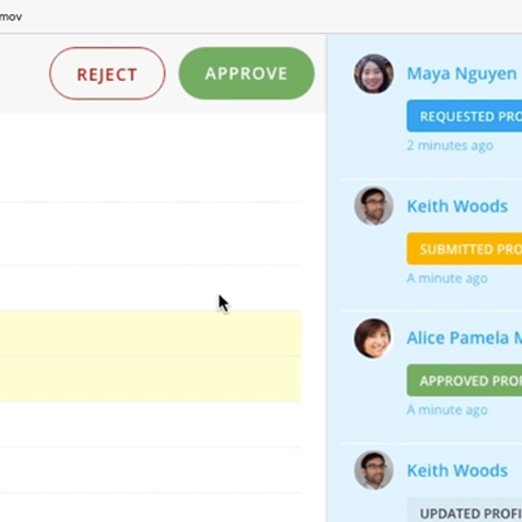 mov
REJECT
APPROVE
Maya Nguyen
REQUESTED PRO
2 minutes ago
Keith Woods
SUBMITTED PRO
A minute ago
Alice Pamela M
APPROVED PROF
A minute ago
Keith Woods
UPDATED PROFI